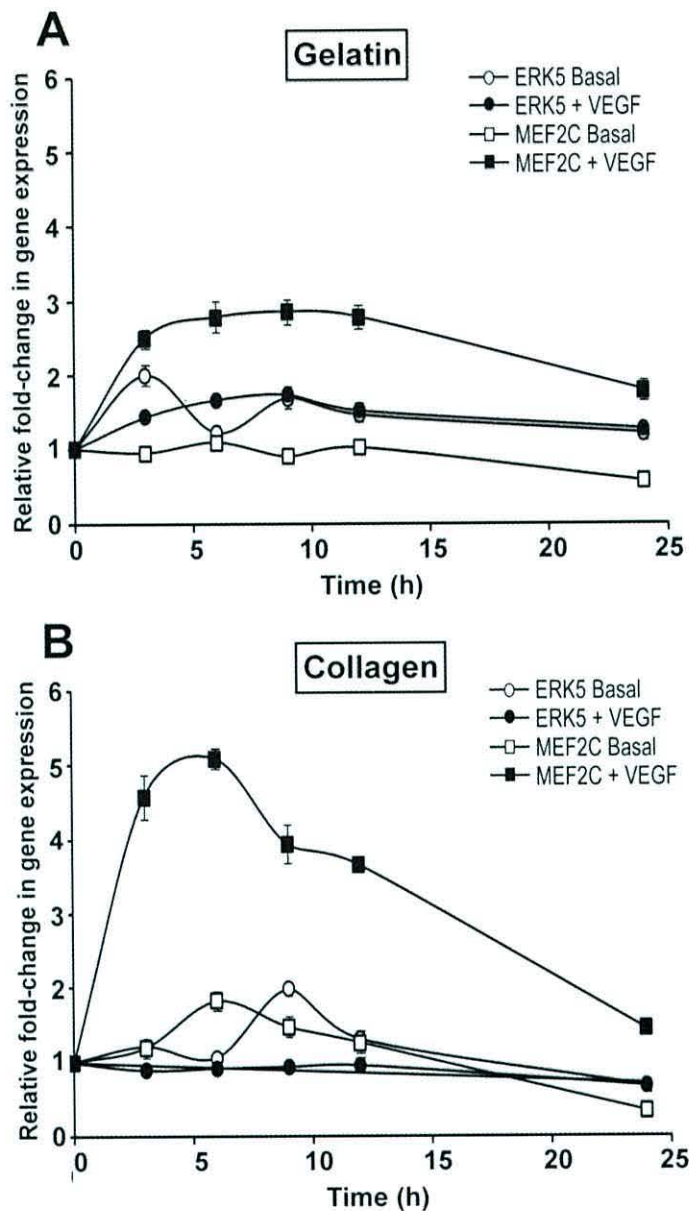 A
Gelatin
ERK5 Basal
ERK5 + VEGF
MEF2C Basal
MEF2C + VEGF
Relative fold-change in gene expression
6
5
4
3
2
1
0
0 5 10 15 20 25
Time (h)
B
Collagen
ERK5 Basal
ERK5 + VEGF
MEF2C Basal
MEF2C + VEGF
Relative fold-change in gene expression
6
5
4
3
2
1
0
0 5 10 15 20 25
Time (h)